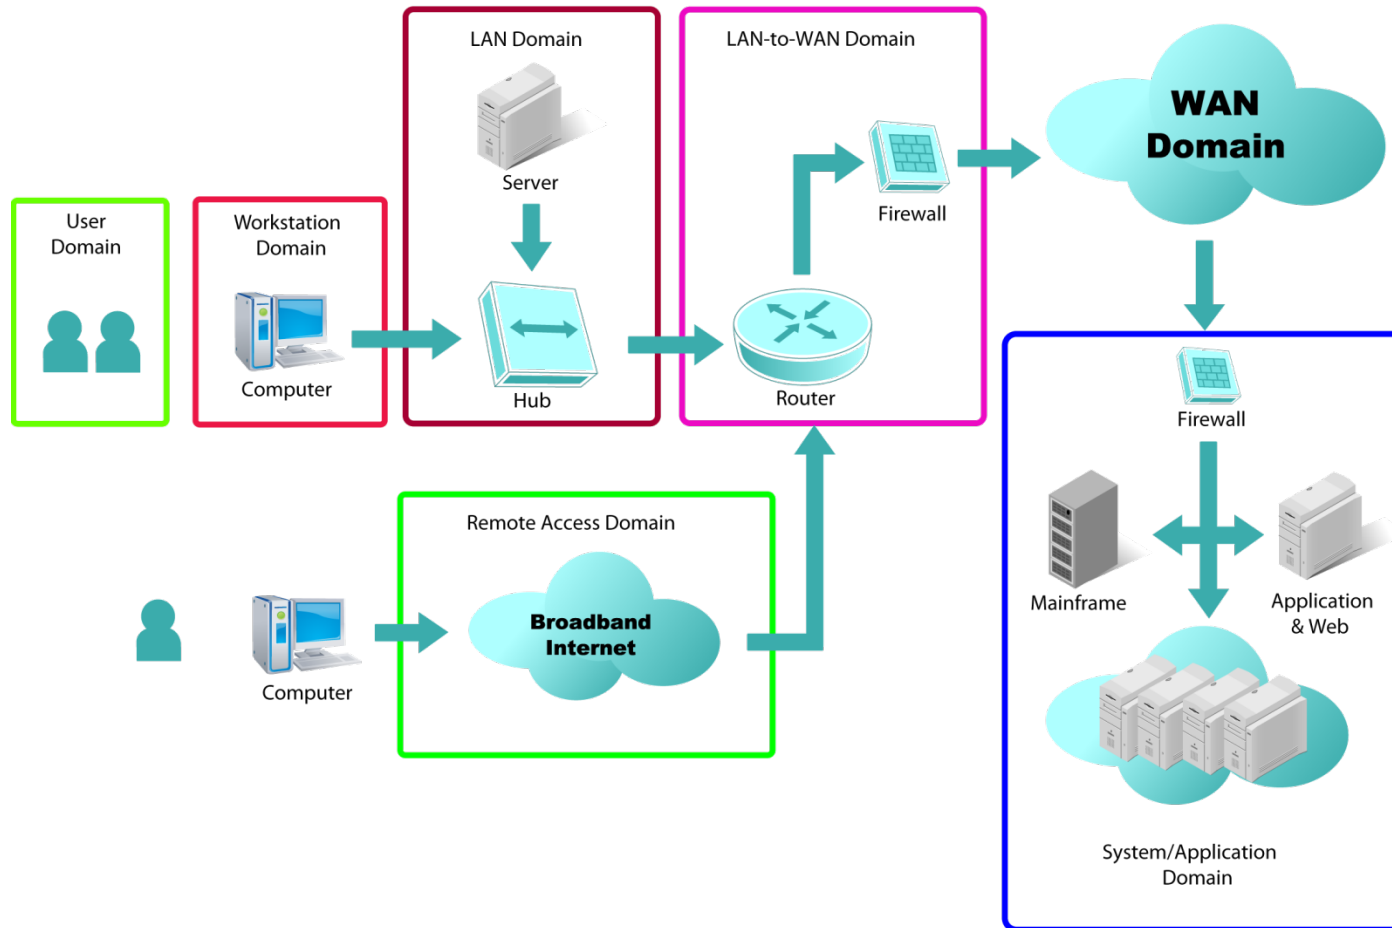 LAN Domain
Server
Hub
LAN-to-WAN Domain
Firewall
Router
WAN
Domain
User
Domain
Workstation
Domain
Computer
Remote Access Domain
Broadband
Internet
Computer
Firewall
Mainframe
Application
& Web
System/Application
Domain